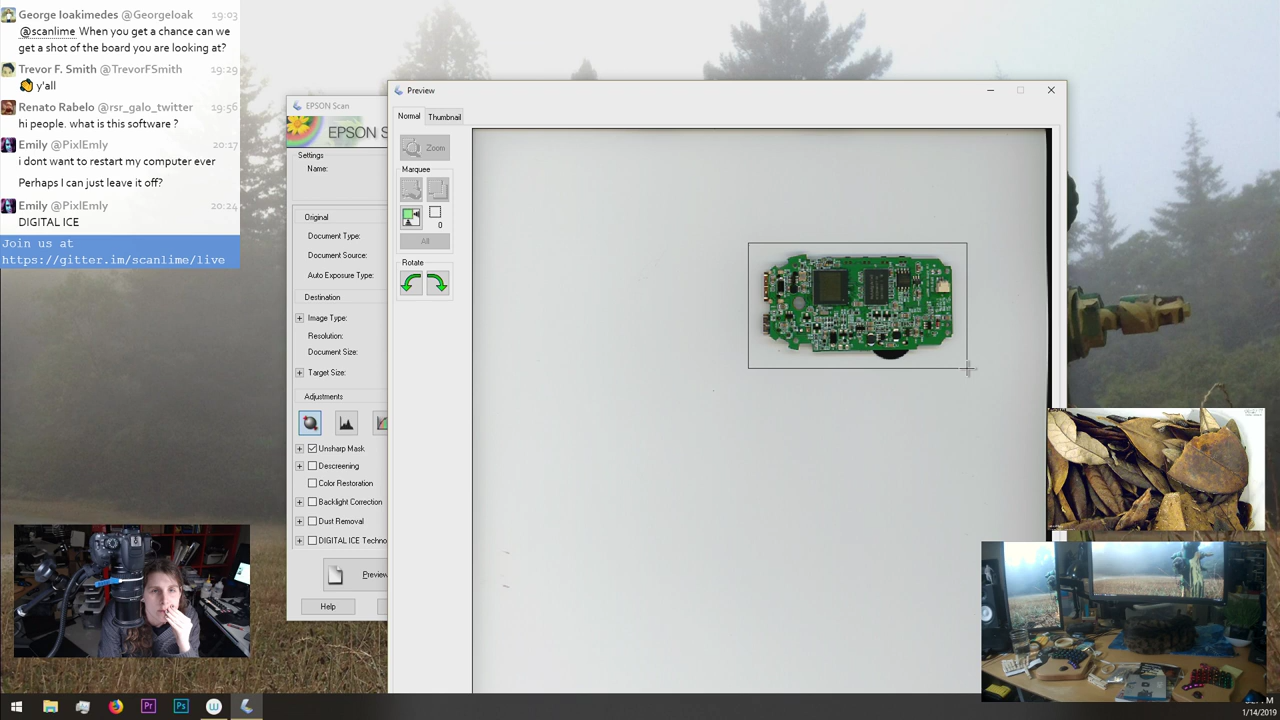 George Ioakimedes @GeorgeIoak 19:03
@scanlime When you get a chance can we
get a shot of the board you are looking at?
Trevor F. Smith @TrevorFSmith 19:29
👋 y'all
Renato Rabelo @rsr_galo_twitter 19:56
hi people. what is this software ?
Emily @PixlEmly 20:17
i dont want to restart my computer ever
Perhaps I can just leave it off?
Emily @PixlEmly 20:24
DIGITAL ICE
Join us at
https://gitter.im/scanlime/live
EPSON Scan
EPSON S
Settings
Name:
Original
Document Type:
Document Source:
Auto Exposure Type:
Destination
Image Type:
Resolution:
Document Size:
Target Size:
Adjustments
Unsharp Mask
Descreening
Color Restoration
Backlight Correction
Dust Removal
DIGITAL ICE Techno
Preview
Help
Preview
Normal
Thumbnail
Zoom
Marquee
0
All
Rotate
Pr
Ps
1/14/2019